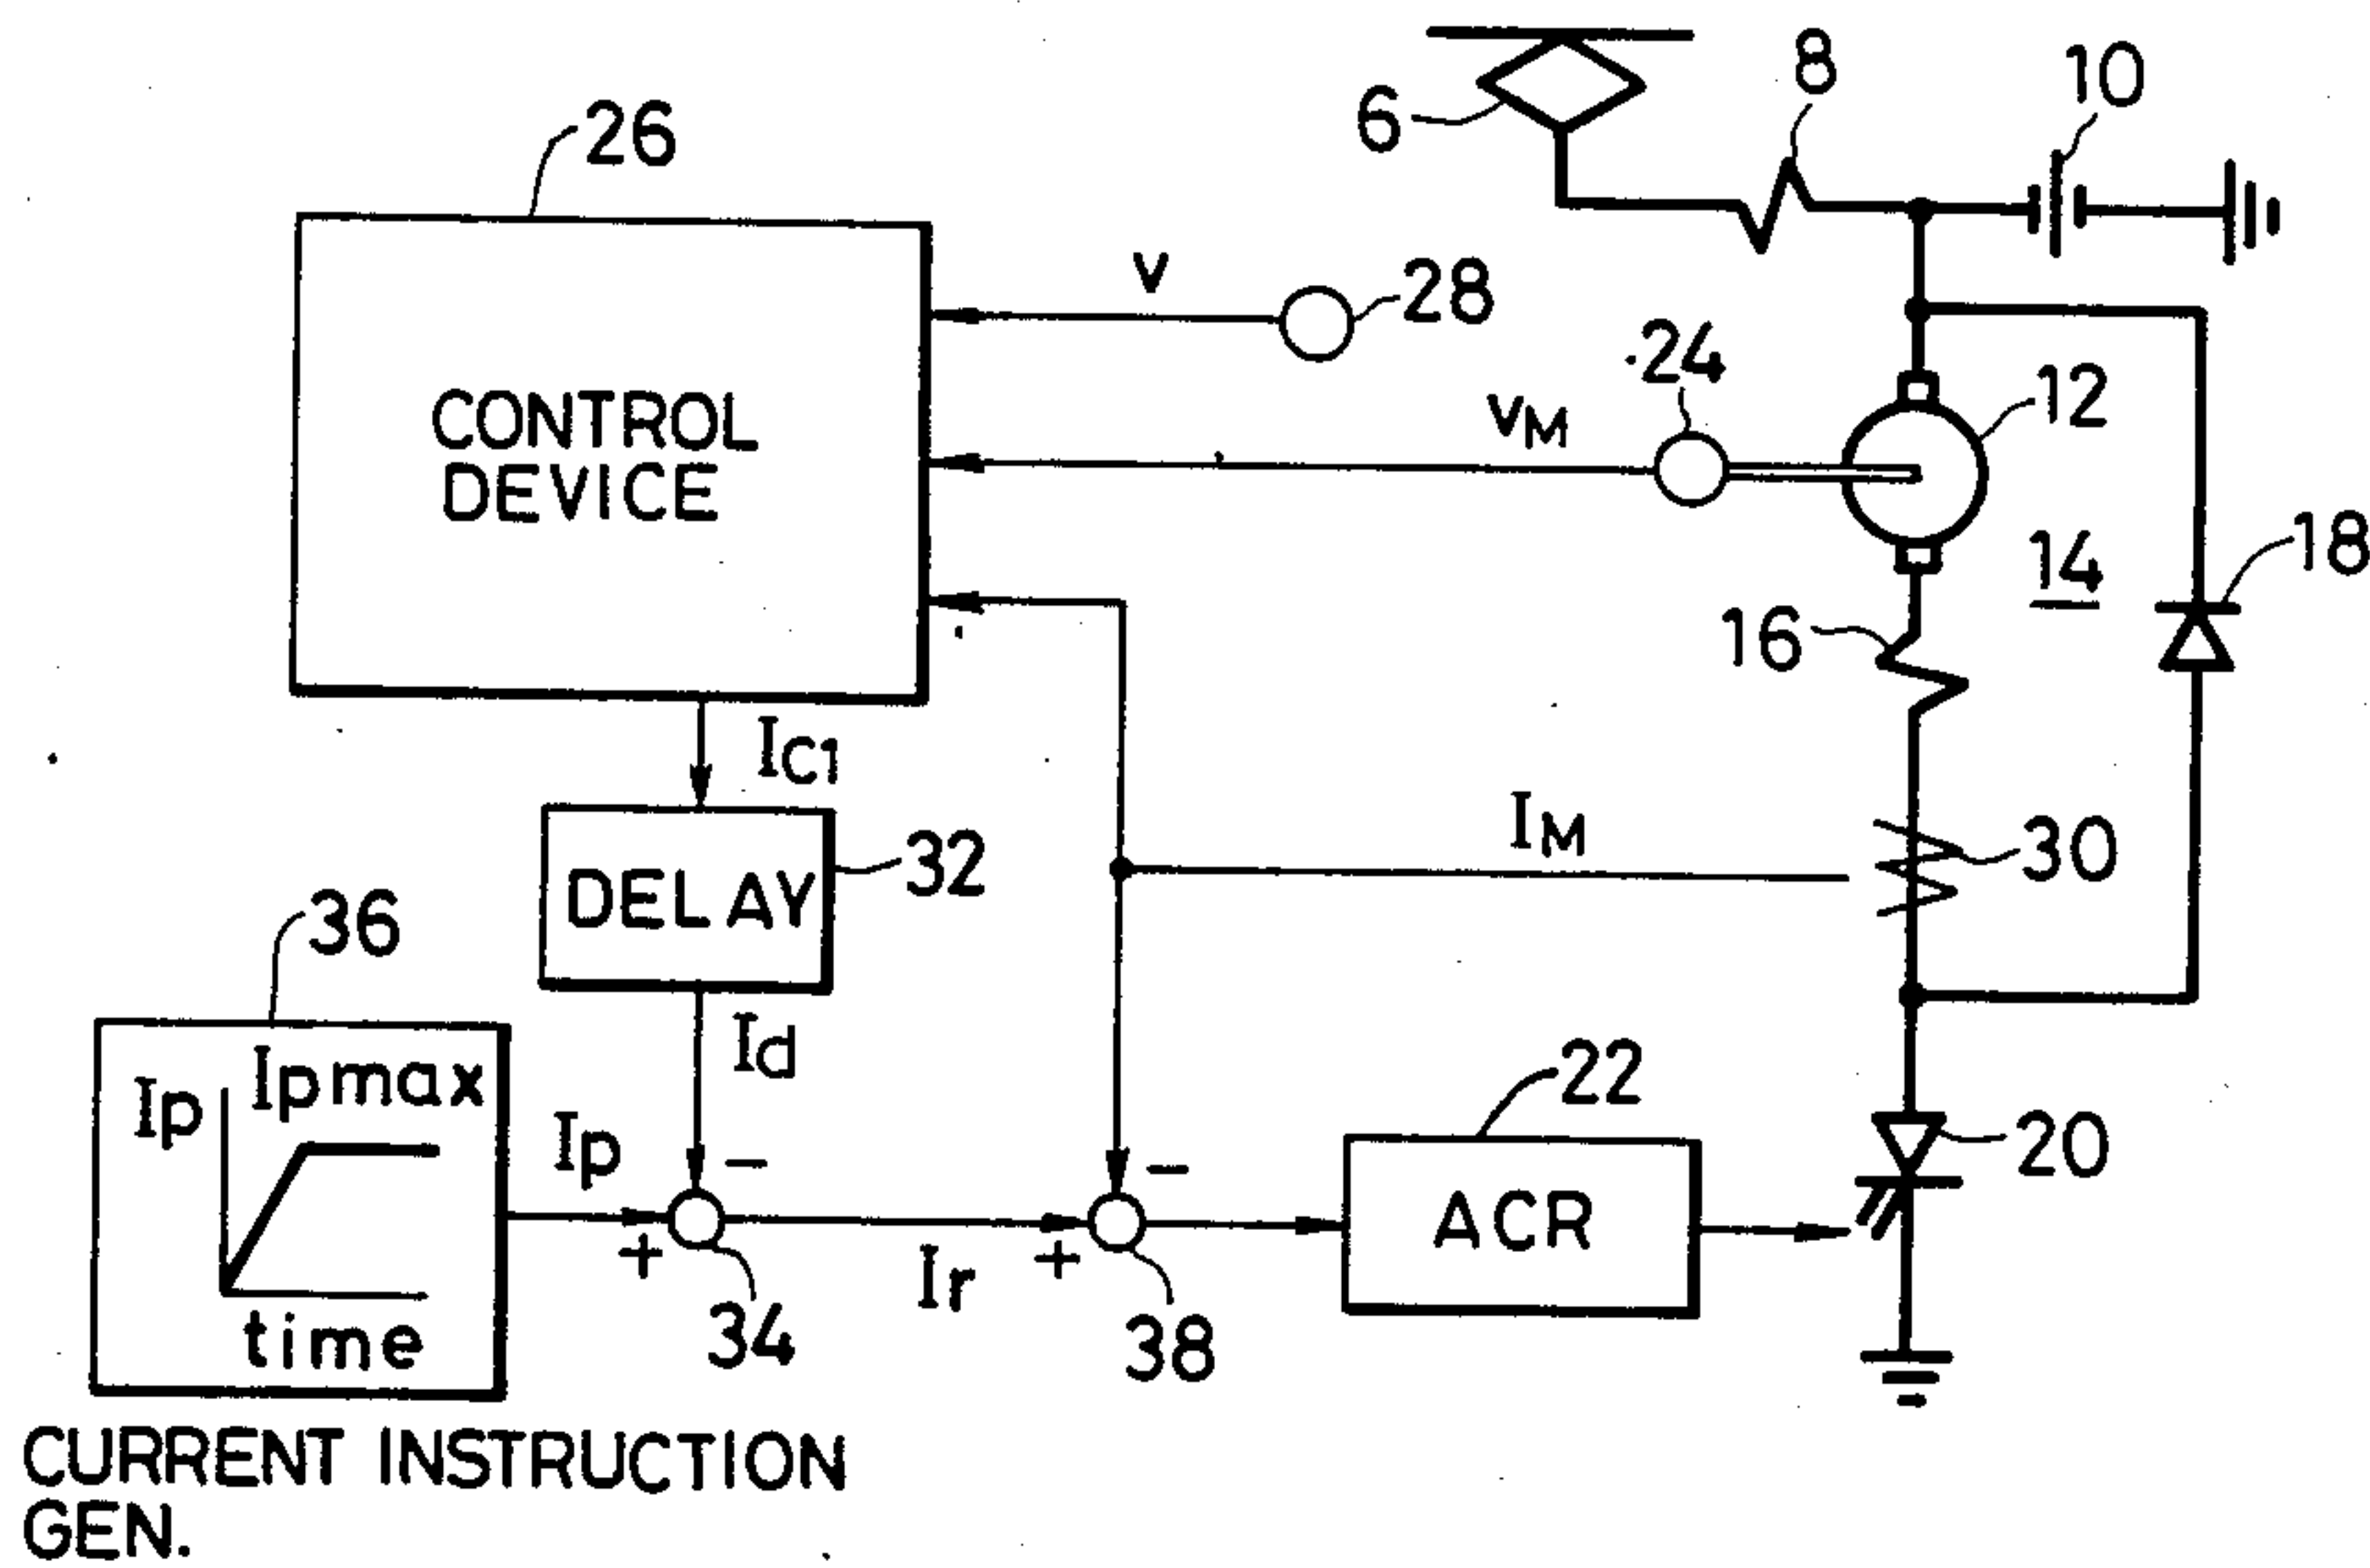 26
6
8
10
v
28
24
vM
12
CONTROL
DEVICE
14
18
16
IC1
IM
30
DELAY
32
36
Id
Ip
Ipmax
time
Ip
-
+
34
Ir
-
+
38
22
ACR
20
CURRENT INSTRUCTION
GEN.